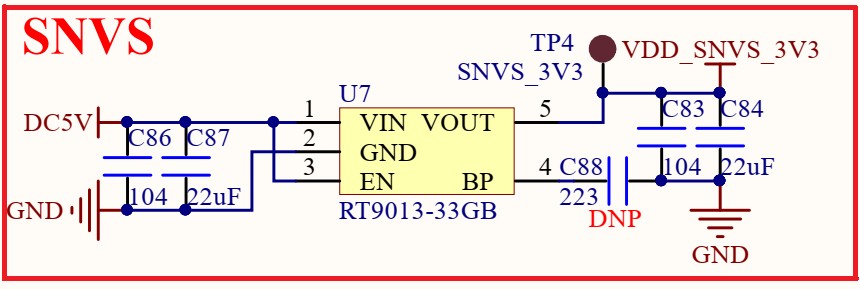 SNVS
TP4
VDD_SNVS_3V3
SNVS_3V3
U7
DC5V
1
VIN
VOUT
5
C83
C84
C86
C87
2
GND
3
EN
BP
4
C88
104
22uF
104
22uF
223
GND
RT9013-33GB
DNP
GND